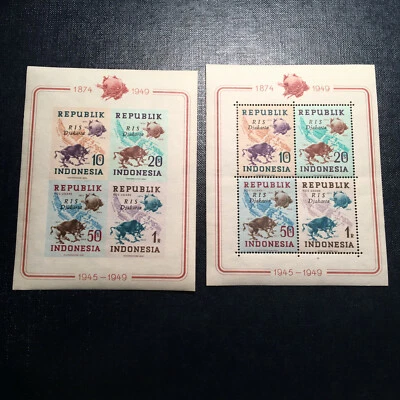 1874 1949
REPUBLIK
RIS
Djakarta
10
INDONESIA
REPUBLIK
RIS
Djakarta
20
INDONESIA
REPUBLIK
RIS
Djakarta
50
INDONESIA
REPUBLIK
RIS
Djakarta
1R
INDONESIA
1945-1949
1874 1949
REPUBLIK
RIS
Djakarta
10
INDONESIA
REPUBLIK
RIS
Djakarta
20
INDONESIA
REPUBLIK
RIS
Djakarta
50
INDONESIA
REPUBLIK
RIS
Djakarta
1R
INDONESIA
1945-1949